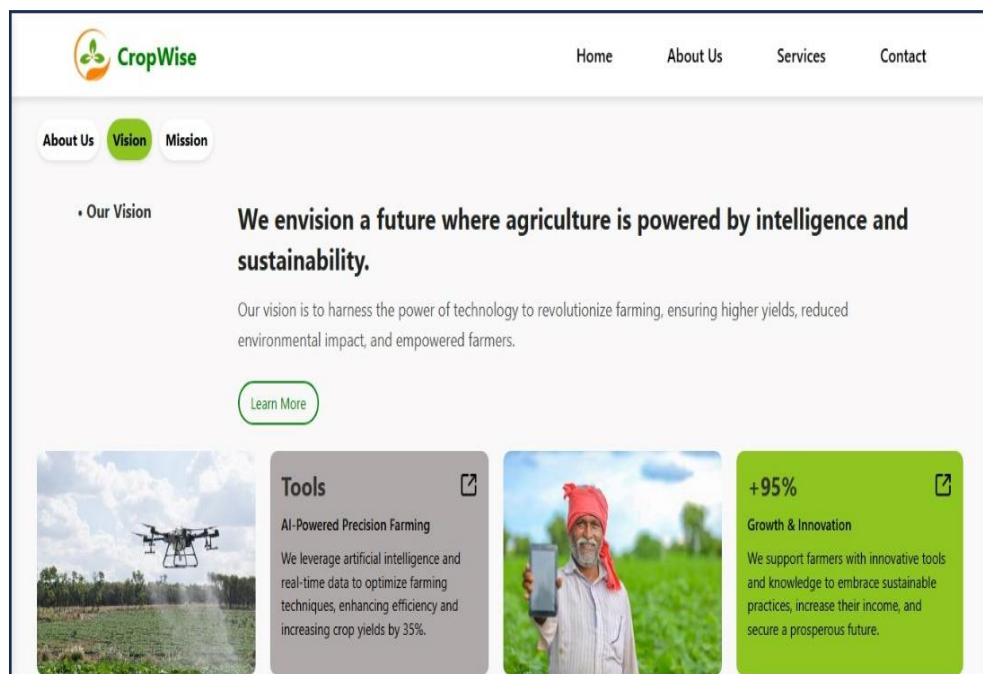 CropWise
Home About Us Services Contact
About Us Vision Mission
• Our Vision
We envision a future where agriculture is powered by intelligence and
sustainability.
Our vision is to harness the power of technology to revolutionize farming, ensuring higher yields, reduced
environmental impact, and empowered farmers.
Learn More
Tools
AI-Powered Precision Farming
We leverage artificial intelligence and
real-time data to optimize farming
techniques, enhancing efficiency and
increasing crop yields by 35%.
+95%
Growth & Innovation
We support farmers with innovative tools
and knowledge to embrace sustainable
practices, increase their income, and
secure a prosperous future.